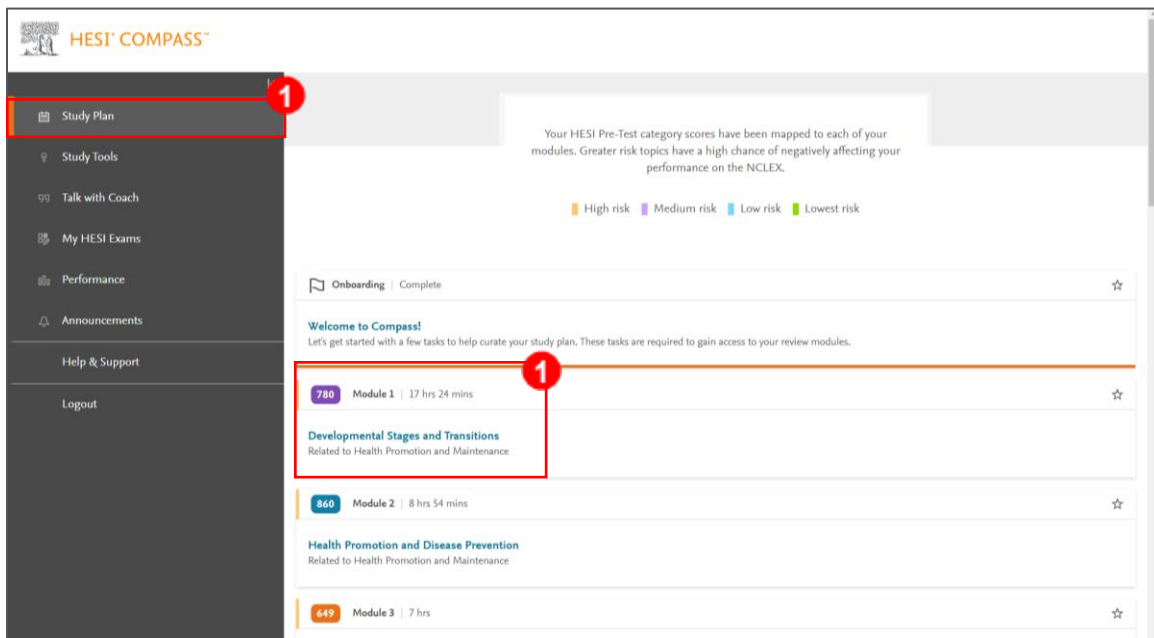 HESI® COMPASS™
1
Study Plan
Study Tools
Talk with Coach
My HESI Exams
Performance
Announcements
Help & Support
Logout
Your HESI Pre-Test category scores have been mapped to each of your
modules. Greater risk topics have a high chance of negatively affecting your
performance on the NCLEX.
High risk Medium risk Low risk Lowest risk
Onboarding | Complete
Welcome to Compass!
Let's get started with a few tasks to help curate your study plan. These tasks are required to gain access to your review modules.
1
780 Module 1 | 17 hrs 24 mins
Developmental Stages and Transitions
Related to Health Promotion and Maintenance
860 Module 2 | 8 hrs 54 mins
Health Promotion and Disease Prevention
Related to Health Promotion and Maintenance
649 Module 3 | 7 hrs